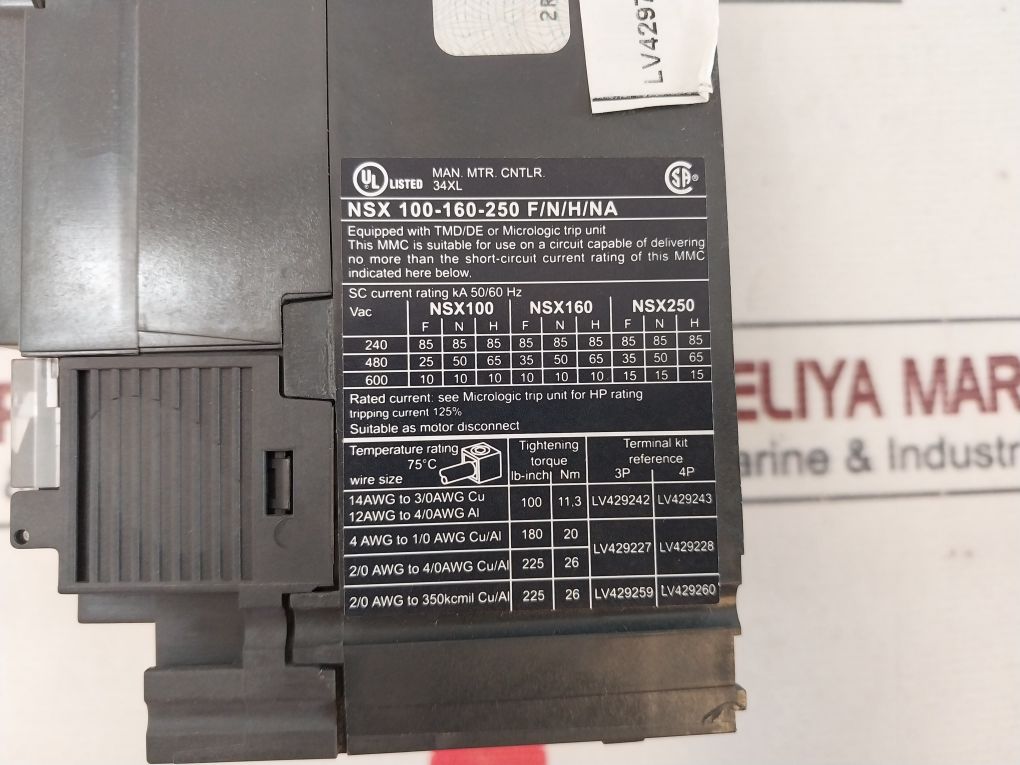 2R
LV4297
UL LISTED MAN. MTR. CNTLR.
34XL
SA ®
NSX 100-160-250 F/N/H/NA
Equipped with TMD/DE or Micrologic trip unit
This MMC is suitable for use on a circuit capable of delivering
no more than the short-circuit current rating of this MMC
indicated here below.
SC current rating kA 50/60 Hz
Vac NSX100 NSX160 NSX250
F N H F N H F N H
240 85 85 85 85 85 85 85 85 85
480 25 50 65 35 50 65 35 50 65
600 10 10 10 10 10 10 15 15 15
Rated current: see Micrologic trip unit for HP rating
tripping current 125%
Suitable as motor disconnect
Temperature rating Tightening Terminal kit
75°C torque reference
wire size lb-inch Nm 3P 4P
14AWG to 3/0AWG Cu
12AWG to 4/0AWG Al 100 11,3 LV429242 LV429243
4 AWG to 1/0 AWG Cu/Al 180 20
LV429227 LV429228
2/0 AWG to 4/0AWG Cu/Al 225 26
2/0 AWG to 350kcmil Cu/Al 225 26 LV429259 LV429260
ELIYA MAR
arine & Industr